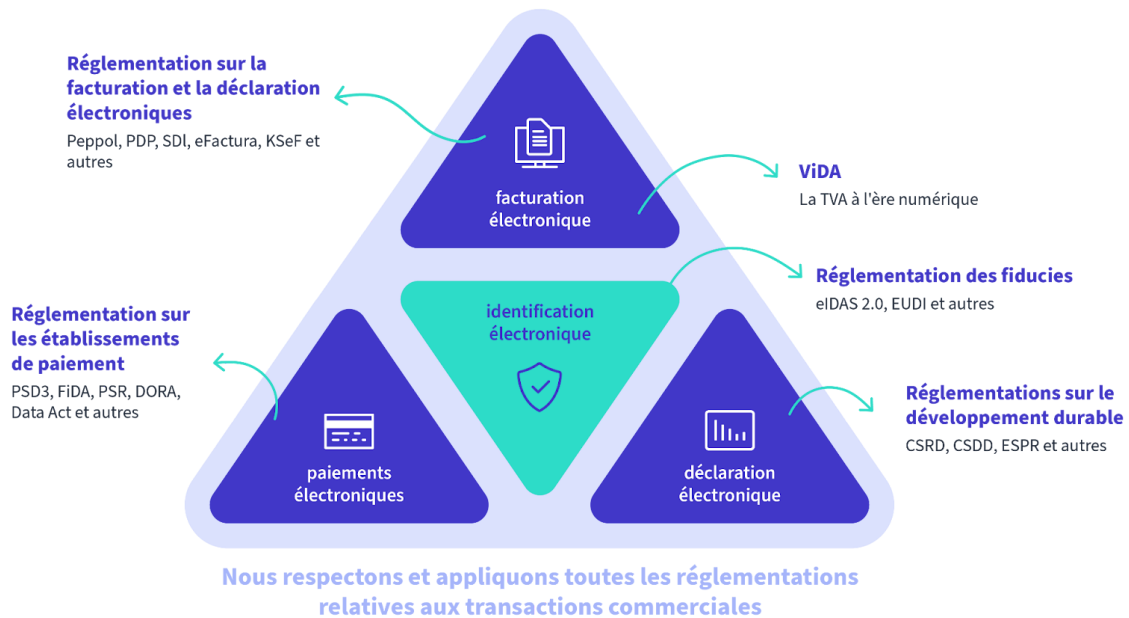 Réglementation sur la
facturation et la déclaration
électroniques
Peppol, PDP, SDl, eFactura, KSeF et
autres
facturation
électronique
ViDA
La TVA à l'ère numérique
Réglementation des fiducies
eIDAS 2.0, EUDI et autres
identification
électronique
Réglementation sur
les établissements
de paiement
PSD3, FiDA, PSR, DORA,
Data Act et autres
Réglementations sur le
développement durable
CSRD, CSDD, ESPR et autres
paiements
électroniques
déclaration
électronique
Nous respectons et appliquons toutes les réglementations
relatives aux transactions commerciales